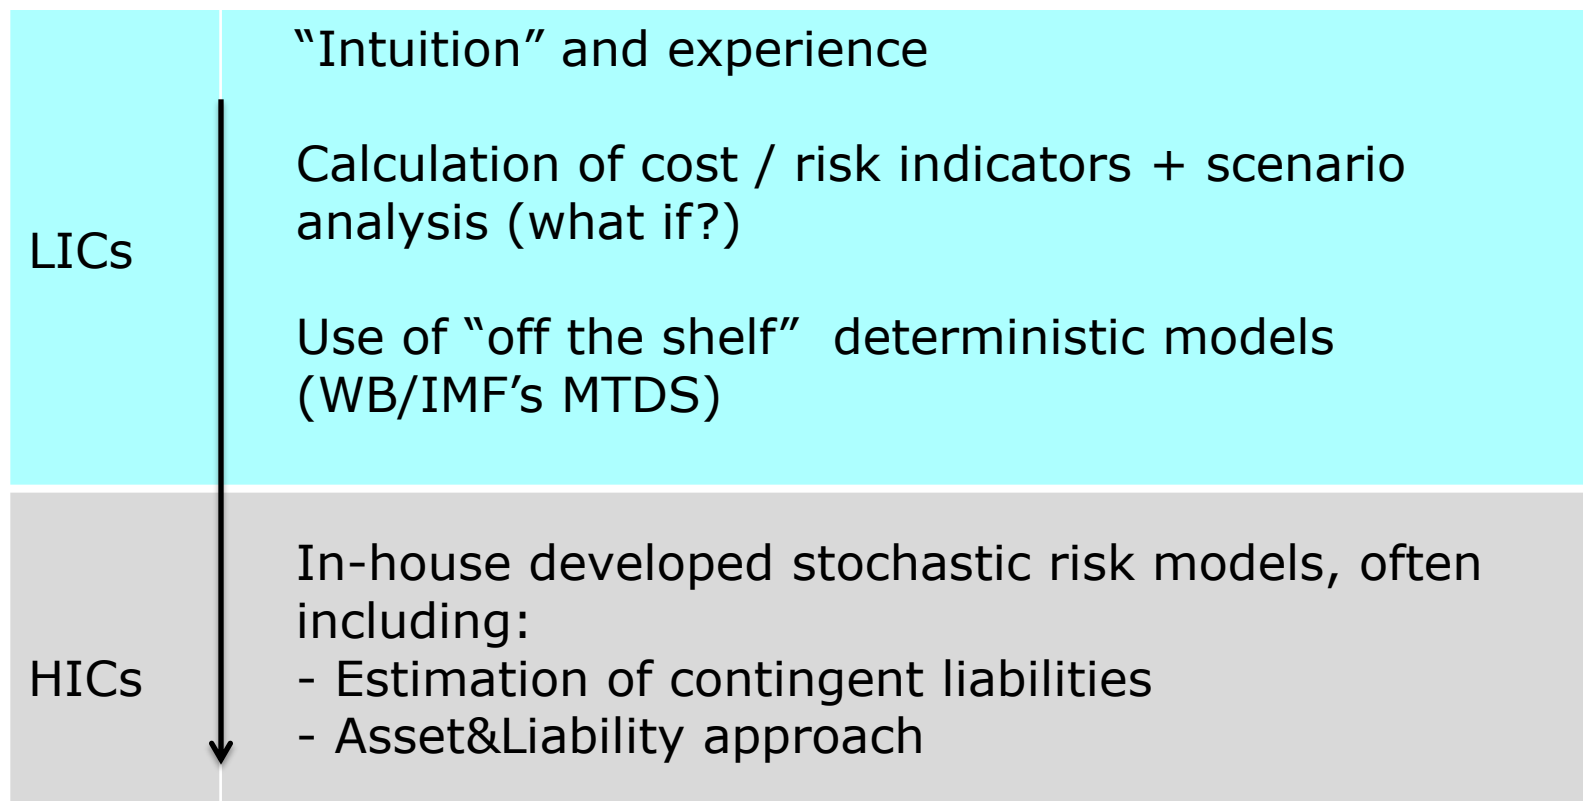 “Intuition” and experience
Calculation of cost / risk indicators + scenario
analysis (what if?)
LICs
Use of “off the shelf”  deterministic models
(WB/IMF’s MTDS)
In-house developed stochastic risk models, often
including:
HICs
- Estimation of contingent liabilities
- Asset&Liability approach